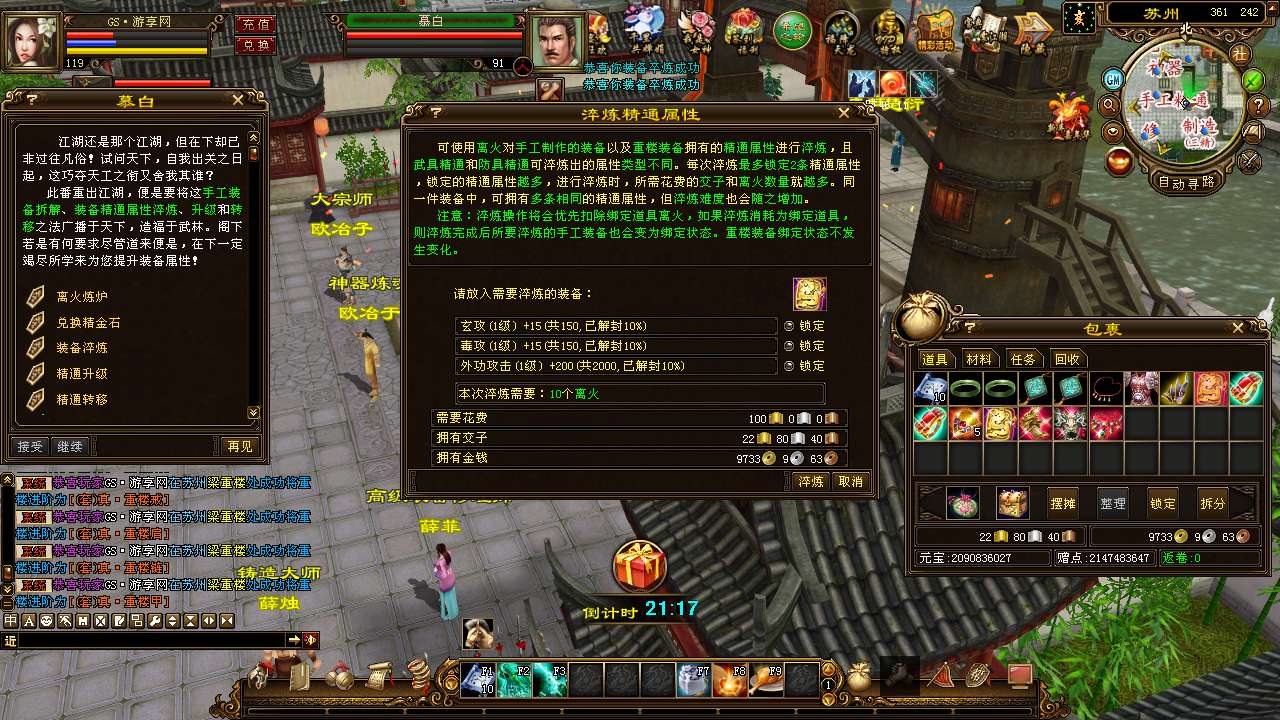 GS·游享网
119
充值
兑换
慕白
91
恭喜你装备淬炼成功
恭喜你装备淬炼成功
苏州 361 242
北
GM
社
自动寻路
慕白
江湖还是那个江湖，但在下却已
非过往凡俗！试问天下，自我出关之日
起，这巧夺天工之衔又舍我其谁？
此番重出江湖，便是要将这手工装
备拆解、装备精通属性淬炼、升级和转
移之法广播于天下，造福于武林。阁下
若是有何要求尽管道来便是，在下一定
竭尽所学来为您提升装备属性！
离火炼炉
兑换精金石
装备淬炼
精通升级
精通转移
接受 继续 再见
大宗师
欧冶子
欧冶子
淬炼精通属性
可使用离火对手工制作的装备以及重楼装备拥有的精通属性进行淬炼，且
武具精通和防具精通可淬炼出的属性类型不同。每次淬炼最多锁定2条精通属性
，锁定的精通属性越多，进行淬炼时，所需花费的交子和离火数量就越多。同
一件装备中，可拥有多条相同的精通属性，但淬炼难度也会随之增加。
注意：淬炼操作将会优先扣除绑定道具离火，如果淬炼消耗为绑定道具，
则淬炼完成后所要淬炼的手工装备也会变为绑定状态。重楼装备绑定状态不发
生变化。
请放入需要淬炼的装备：
玄攻(1级) +15(共150, 已解封10%) 锁定
毒攻(1级) +15(共150, 已解封10%) 锁定
外功攻击(1级) +200(共2000, 已解封10%) 锁定
本次淬炼需要：10个离火
需要花费 100 0 0
拥有交子 22 80 40
拥有金钱 9733 9 63
淬炼 取消
包裹
道具 材料 任务 回收
10
5
摆摊 整理 锁定 拆分
22 80 40 9733 9 63
元宝:2090836027 赠点:2147483647 返卷:0
恭喜玩家GS·游享网在苏州梁重楼处成功将重
楼进阶为[(套)真·重楼戒]
恭喜玩家GS·游享网在苏州梁重楼处成功将重
楼进阶为[(套)真·重楼肩]
恭喜玩家GS·游享网在苏州梁重楼处成功将重
楼进阶为[(套)真·重楼链]
恭喜玩家GS·游享网在苏州梁重楼处成功将重
楼进阶为[(套)真·重楼甲]
薛菲
铸造大师
薛烛
倒计时 21:17
近
F1 F2 F3 F7 F8 F9
10
1